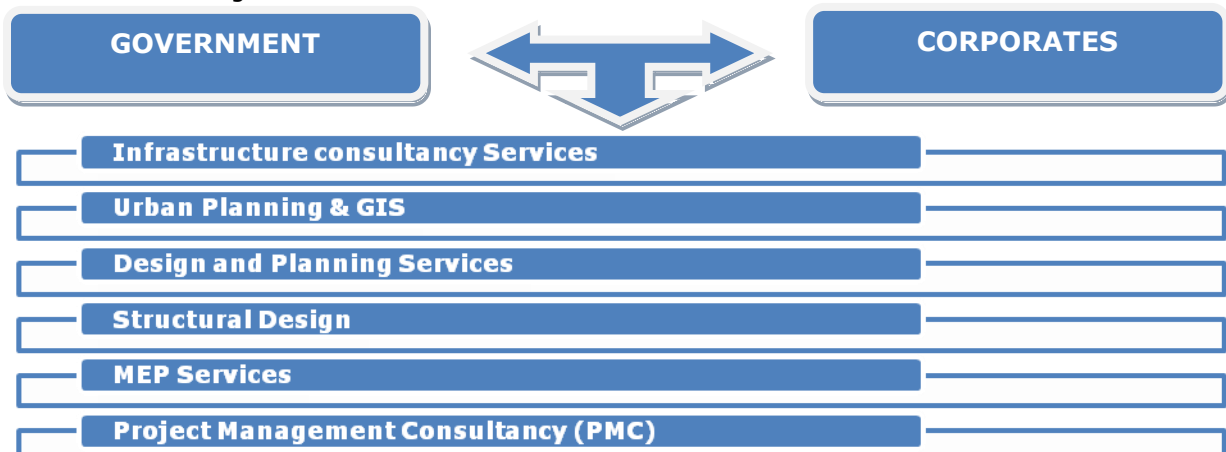 GOVERNMENT
CORPORATES
Infrastructure consultancy Services
Urban Planning & GIS
Design and Planning Services
Structural Design
MEP Services
Project Management Consultancy (PMC)